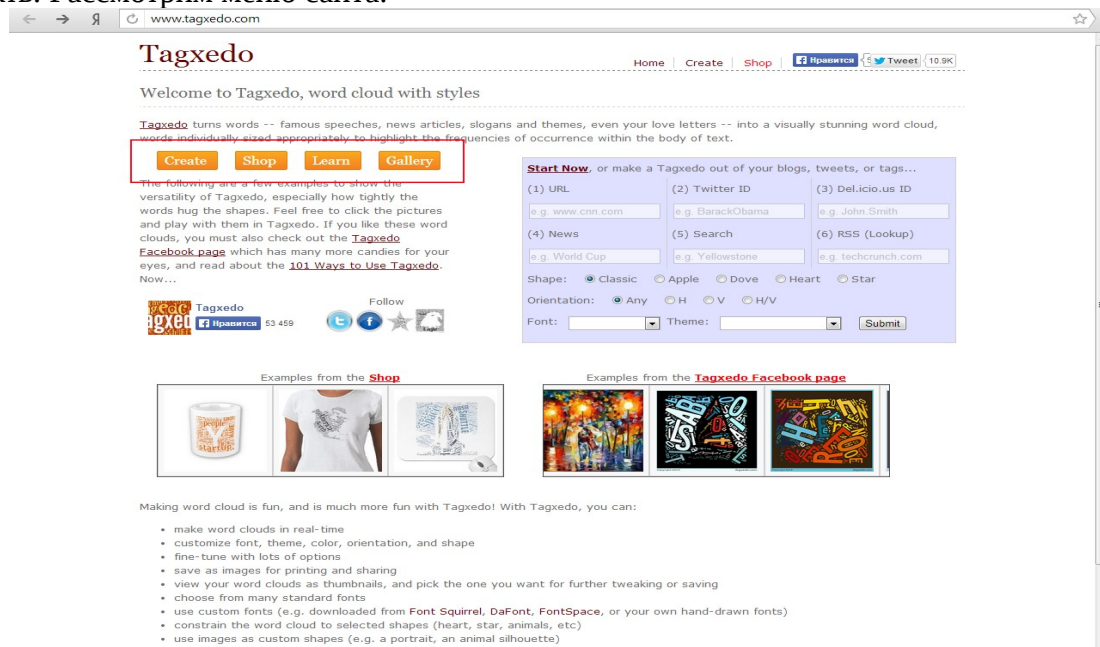 Рассмотрим меню сайта.
Я www.tagxedo.com
Tagxedo
Home Create Shop Нравится Tweet 10.9K
Welcome to Tagxedo, word cloud with styles
Tagxedo turns words -- famous speeches, news articles, slogans and themes, even your love letters -- into a visually stunning word cloud,
words individually sized appropriately to highlight the frequencies of occurrence within the body of text.
Create Shop Learn Gallery
The following are a few examples to show the
versatility of Tagxedo, especially how tightly the
words hug the shapes. Feel free to click the pictures
and play with them in Tagxedo. If you like these word
clouds, you must also check out the Tagxedo
Facebook page which has many more candies for your
eyes, and read about the 101 Ways to Use Tagxedo.
Now...
Tagxedo
Нравится 53 459
Follow
Start Now, or make a Tagxedo out of your blogs, tweets, or tags...
(1) URL (2) Twitter ID (3) Del.icio.us ID
e.g. www.cnn.com e.g. BarackObama e.g. John.Smith
(4) News (5) Search (6) RSS (Lookup)
e.g. World Cup e.g. Yellowstone e.g. techcrunch.com
Shape: Classic Apple Dove Heart Star
Orientation: Any H V H/V
Font: Theme: Submit
Examples from the Shop
Examples from the Tagxedo Facebook page
Making word cloud is fun, and is much more fun with Tagxedo! With Tagxedo, you can:
• make word clouds in real-time
• customize font, theme, color, orientation, and shape
• fine-tune with lots of options
• save as images for printing and sharing
• view your word clouds as thumbnails, and pick the one you want for further tweaking or saving
• choose from many standard fonts
• use custom fonts (e.g. downloaded from Font Squirrel, DaFont, FontSpace, or your own hand-drawn fonts)
• constrain the word cloud to selected shapes (heart, star, animals, etc)
• use images as custom shapes (e.g. a portrait, an animal silhouette)